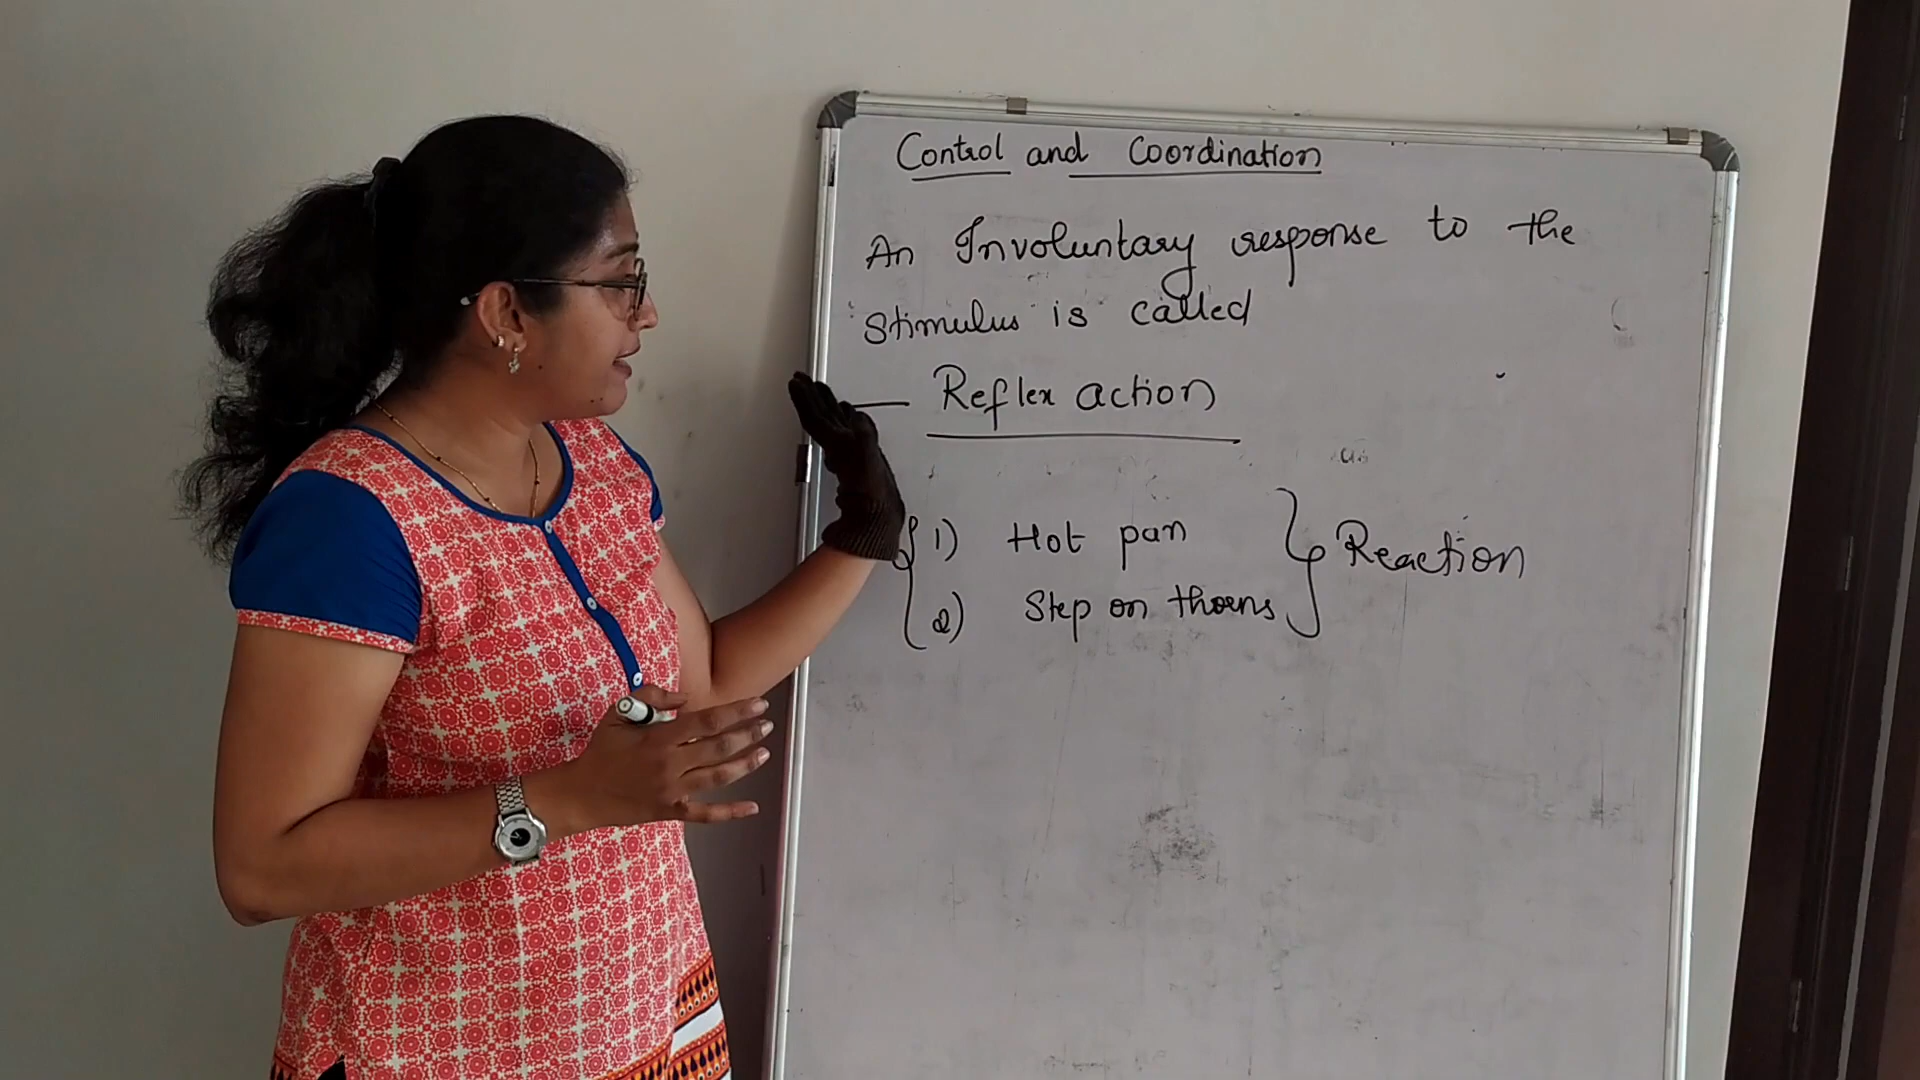 Control and Coordination
An Involuntary response to the
Stimulus is called
— Reflex action
1) Hot pan
2) Step on thorns
Reaction